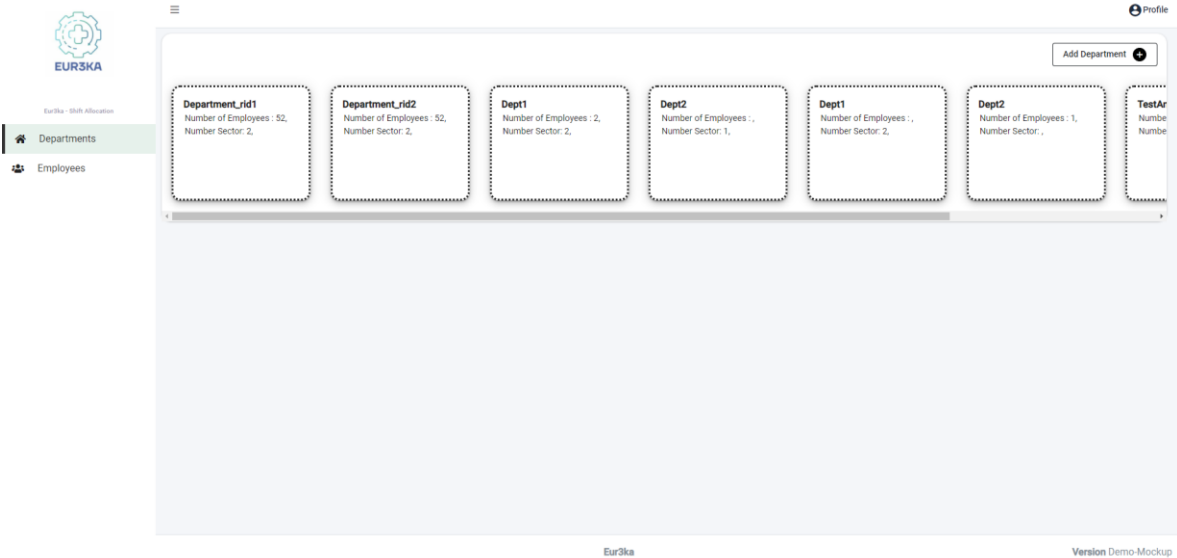 Profile
EUR3KA
Add Department
Eur3ka - Shift Allocation
Departments
Employees
Department_rid1
Number of Employees : 52,
Number Sector: 2,
Department_rid2
Number of Employees : 52,
Number Sector: 2,
Dept1
Number of Employees : 2,
Number Sector: 2,
Dept2
Number of Employees : ,
Number Sector: 1,
Dept1
Number of Employees : ,
Number Sector: 2,
Dept2
Number of Employees : 1,
Number Sector: ,
TestAr
Numbe
Numbe
Eur3ka
Version Demo-Mockup